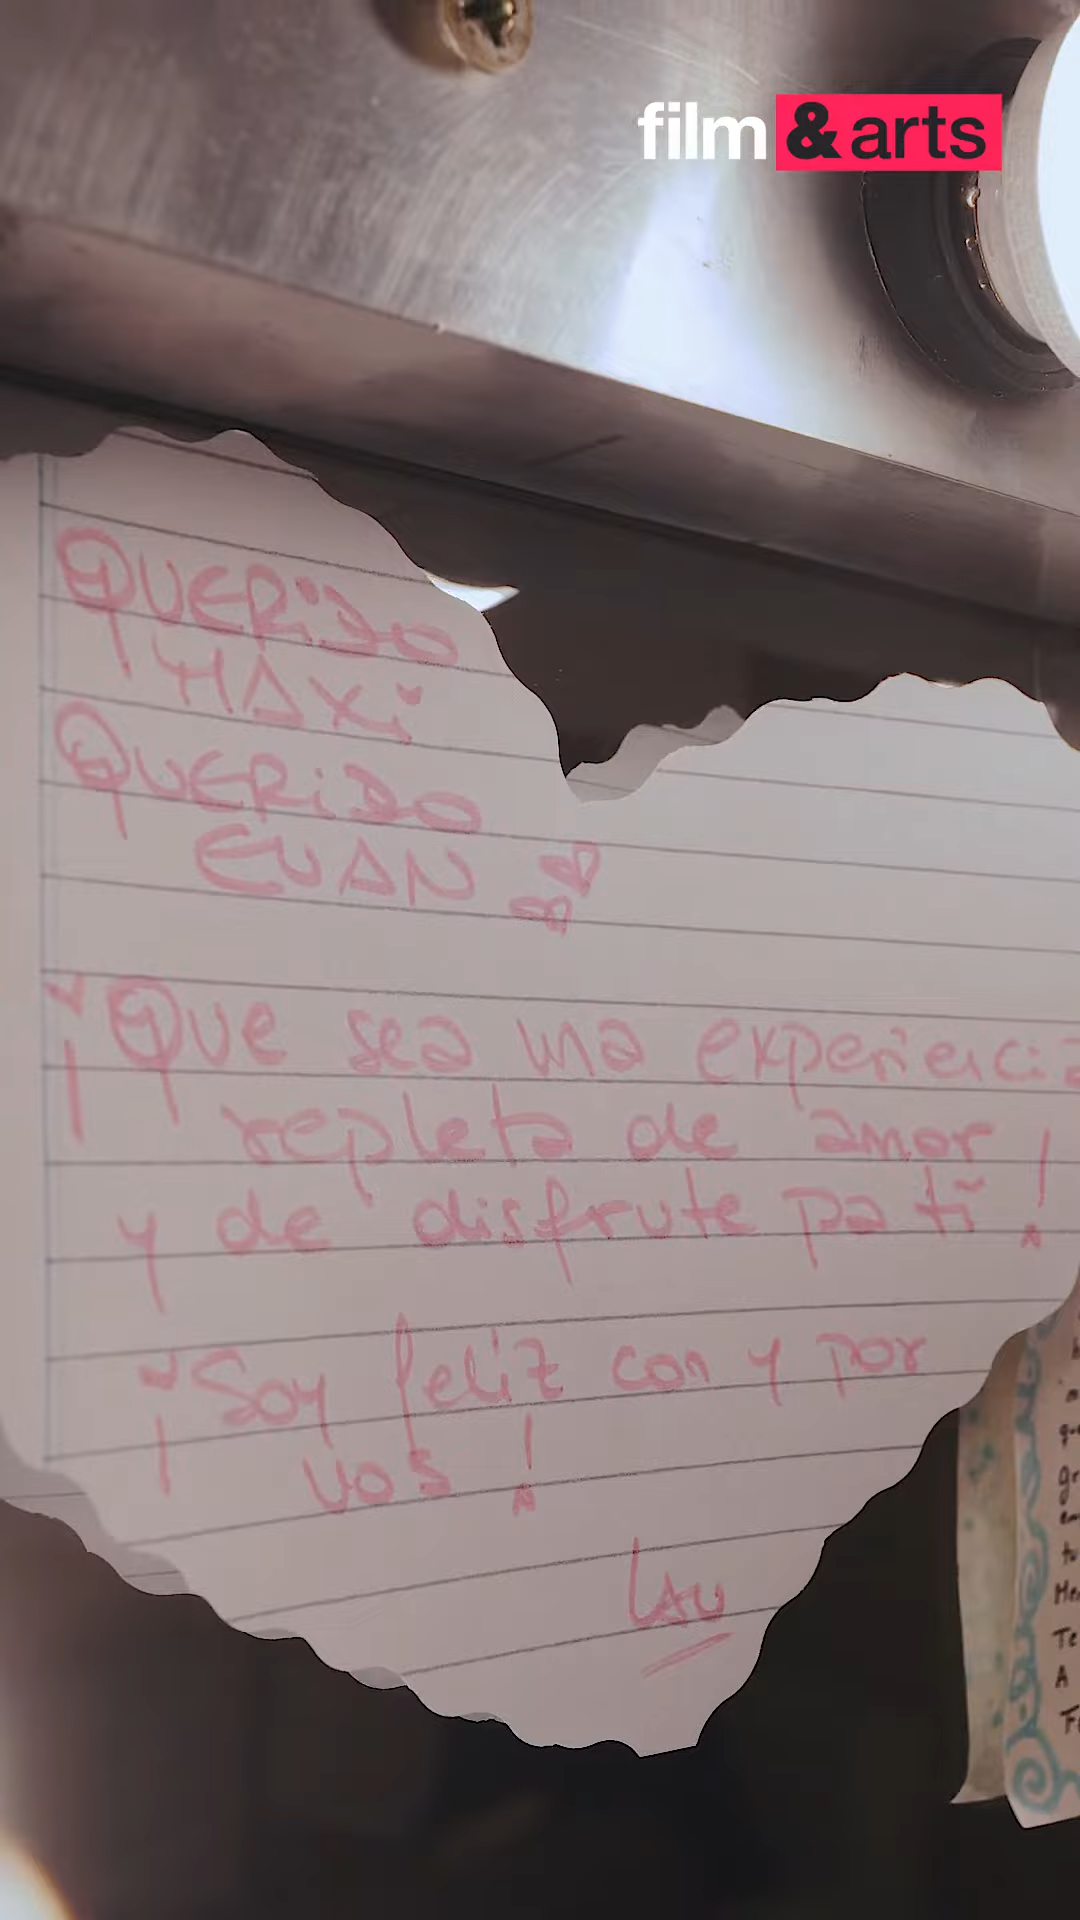 film & arts
QUERIDO
MAXi
QUERIDO
EVAN
¡Que sea una experiencia
repleta de amor
y de disfrute pa ti!
¡Soy feliz con y por
vos!
LAU
Te
A